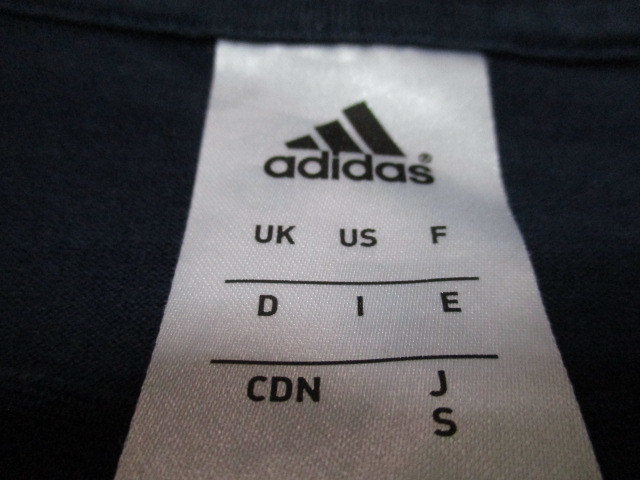 adidas®
UK US F
D I E
CDN J
S